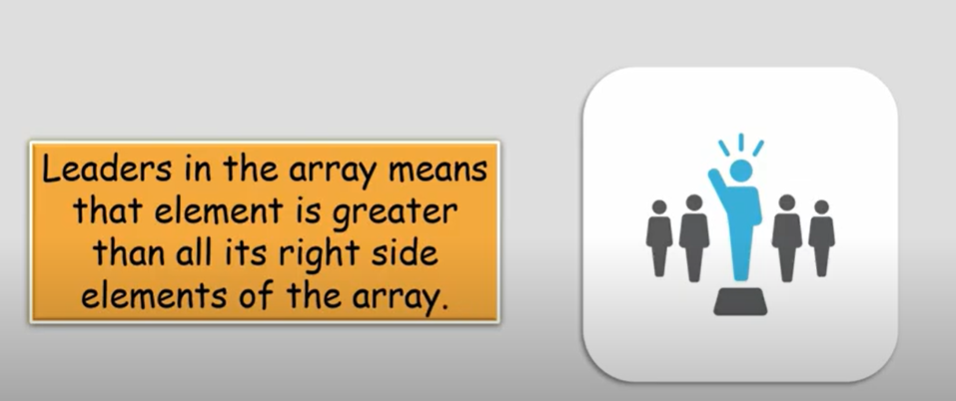 Leaders in the array means
that element is greater
than all its right side
elements of the array.